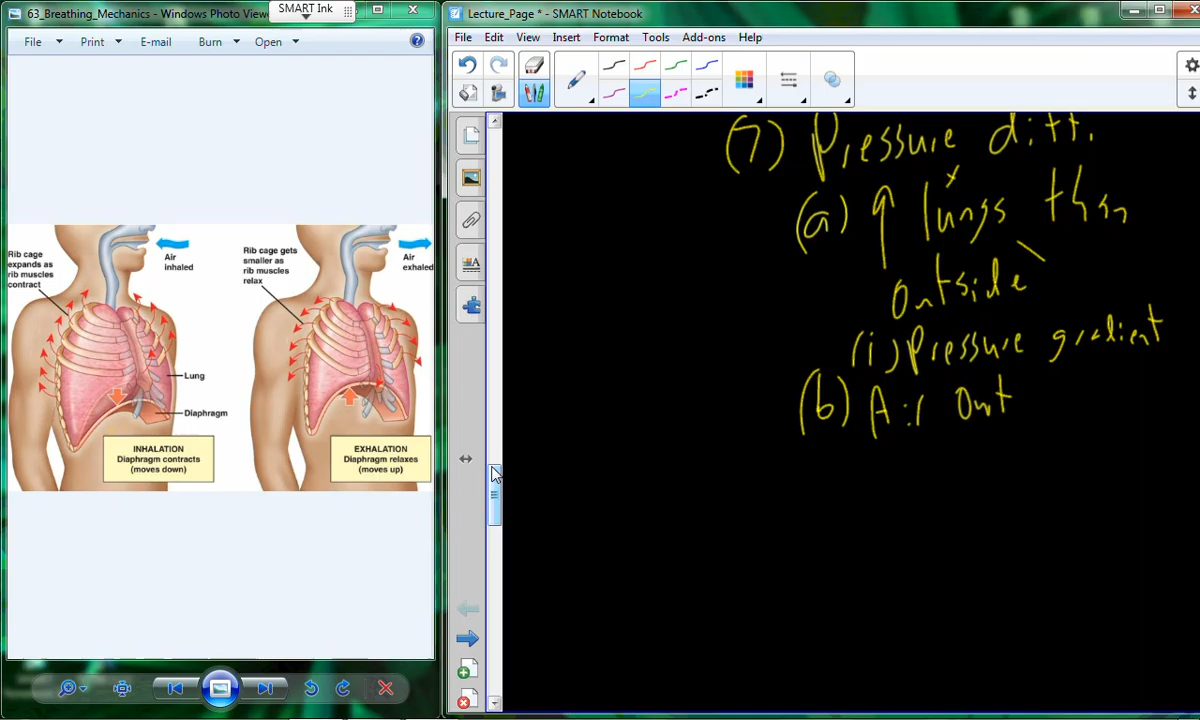 63_Breathing_Mechanics - Windows Photo Viewe
SMART Ink
File Print E-mail Burn Open
Rib cage
expands as
rib muscles
contract
Air
inhaled
Lung
Diaphragm
INHALATION
Diaphragm contracts
(moves down)
Rib cage gets
smaller as
rib muscles
relax
Air
exhaled
EXHALATION
Diaphragm relaxes
(moves up)
Lecture_Page * - SMART Notebook
File Edit View Insert Format Tools Add-ons Help
(7) Pressure diff.
(a) ↑ lungs than
outside
(i) Pressure gradient
(b) Air Out